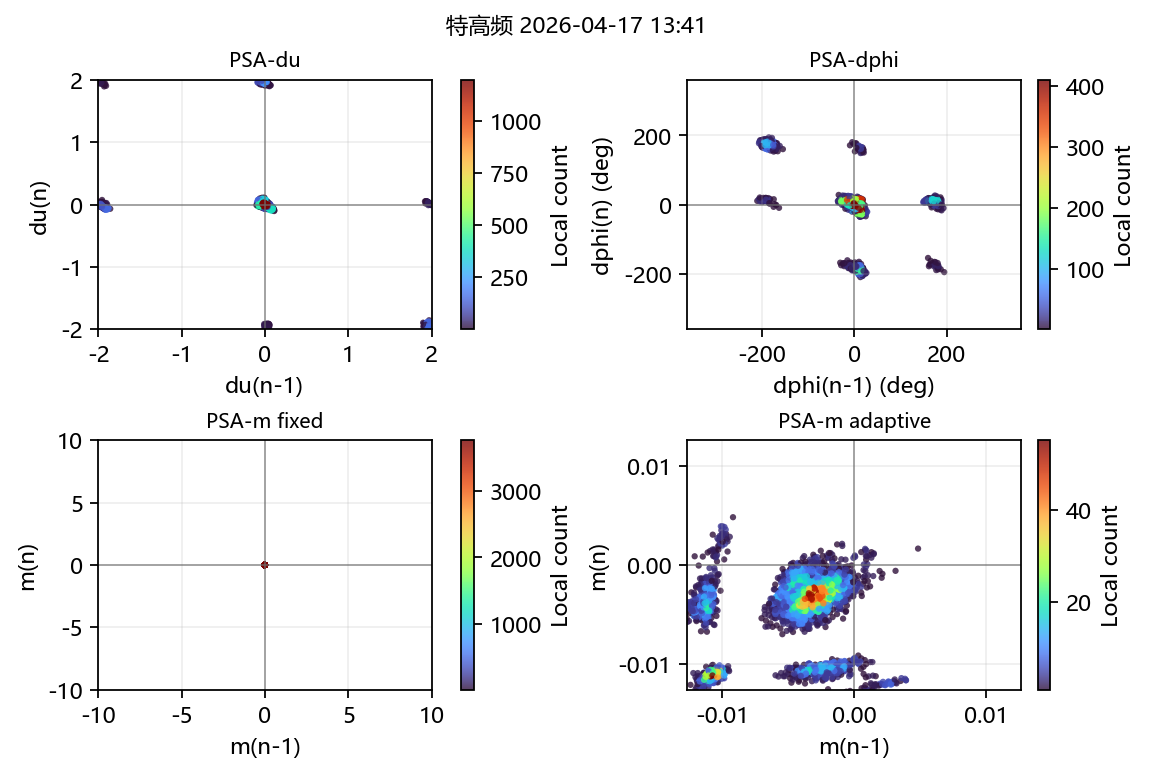 特高频 2026-04-17 13:41
PSA-du
2
1
0
-1
-2
-2
-1
0
1
2
du(n)
du(n-1)
1000
750
500
250
Local count
PSA-dphi
200
0
-200
-200
0
200
dphi(n) (deg)
dphi(n-1) (deg)
400
300
200
100
Local count
PSA-m fixed
10
5
0
-5
-10
-10
-5
0
5
10
m(n)
m(n-1)
3000
2000
1000
Local count
PSA-m adaptive
0.01
0.00
-0.01
-0.01
0.00
0.01
m(n)
m(n-1)
40
20
Local count